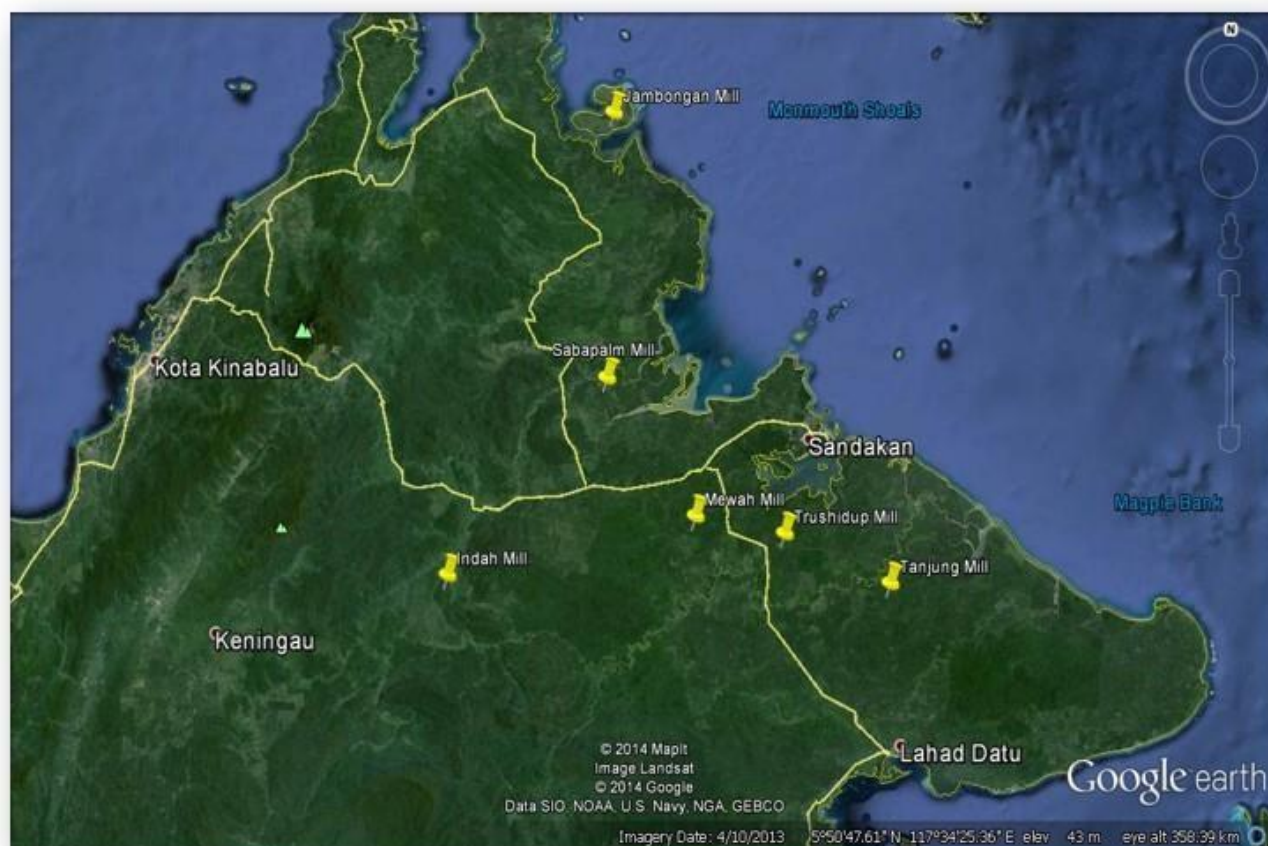 N
Jambongan Mill
Monmouth Shoals
Sabapalm Mill
Kota Kinabalu
Sandakan
Mewah Mill
Magpie Bank
Trushidup Mill
Indah Mill
Tanjung Mill
Keningau
Lahad Datu
© 2014 MapIt
Image Landsat
© 2014 Google
Data SIO, NOAA, U.S. Navy, NGA, GEBCO
Google earth
Imagery Date: 4/10/2013 5°50'47.61" N 117°34'25.36" E elev 43 m eye alt 358.39 km